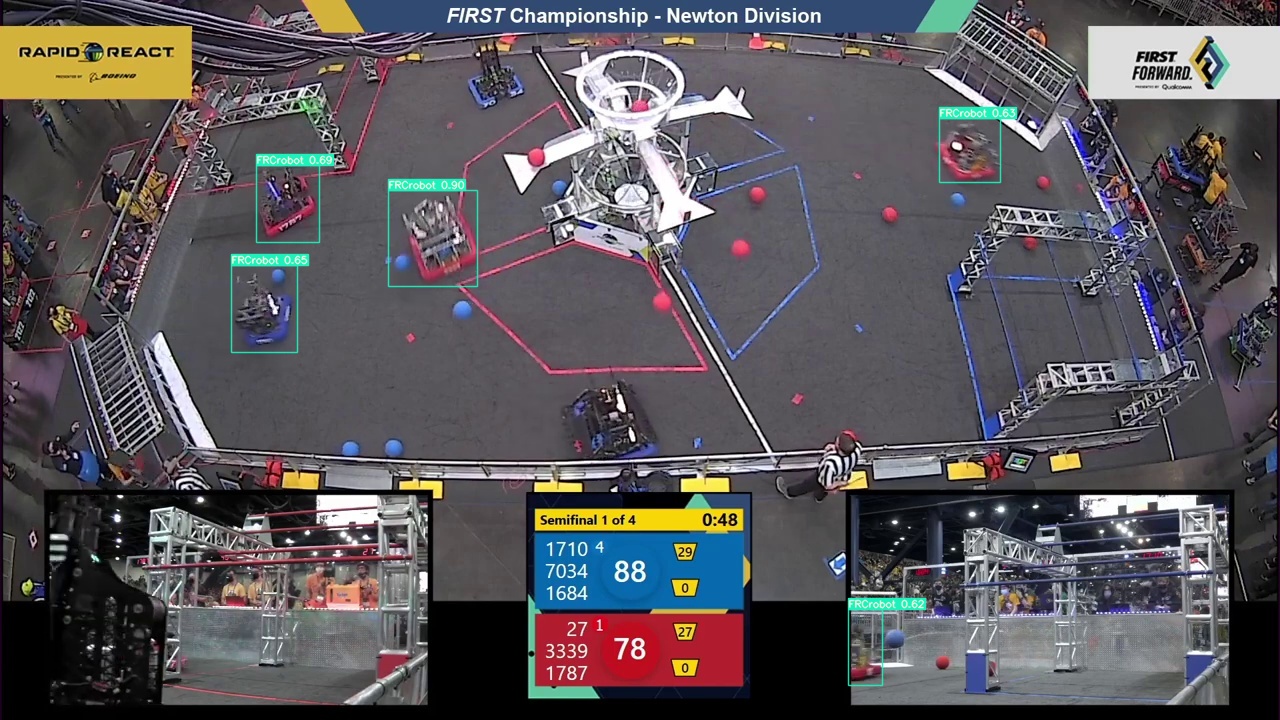 FIRST Championship - Newton Division
RAPID REACT
PRESENTED BY BOEING
FIRST
FORWARD
PRESENTED BY Qualcomm
FRCrobot 0.63
FRCrobot 0.69
FRCrobot 0.90
FRCrobot 0.65
FRCrobot 0.62
Semifinal 1 of 4 0:48
1710 4 88 29
7034
1684 0
27 1 78 27
3339
1787 0